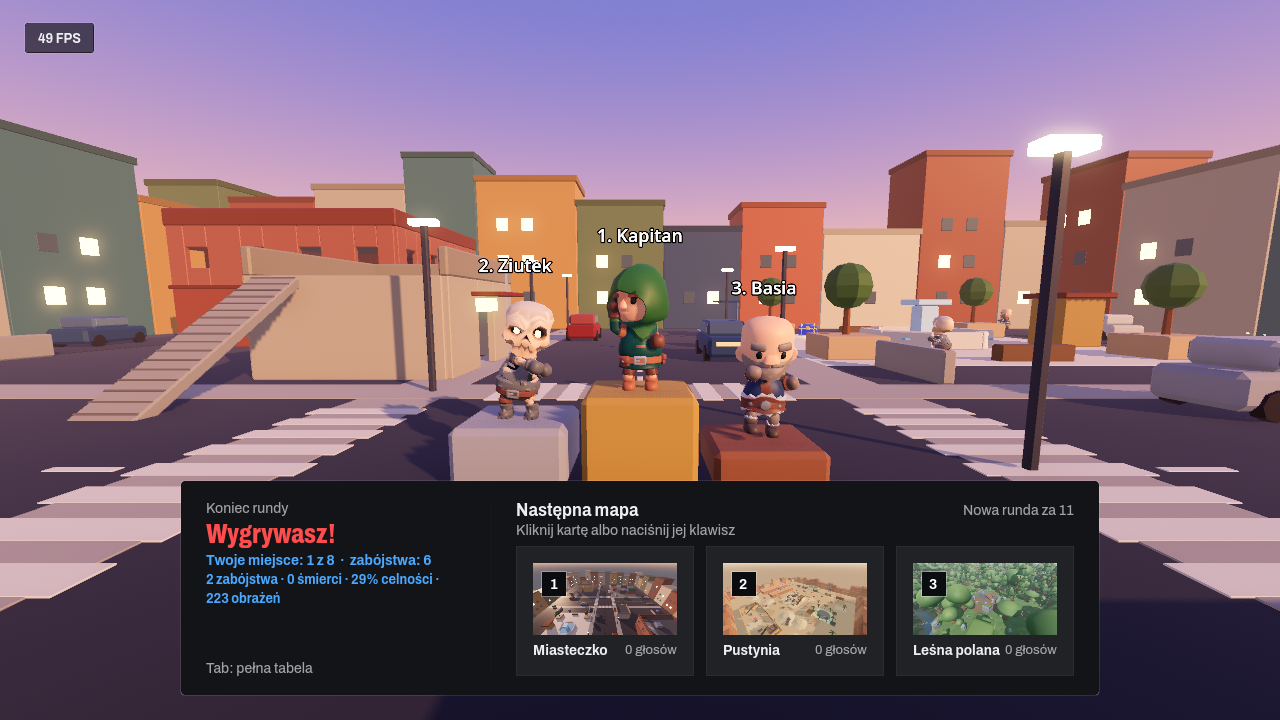 49 FPS
1. Kapitan
2. Ziutek
3. Basia
Koniec rundy
Wygrywasz!
Twoje miejsce: 1 z 8 · zabójstwa: 6
2 zabójstwa · 0 śmierci · 29% celności ·
223 obrażeń
Tab: pełna tabela
Następna mapa
Nowa runda za 11
Kliknij kartę albo naciśnij jej klawisz
1
Miasteczko 0 głosów
2
Pustynia 0 głosów
3
Leśna polana 0 głosów